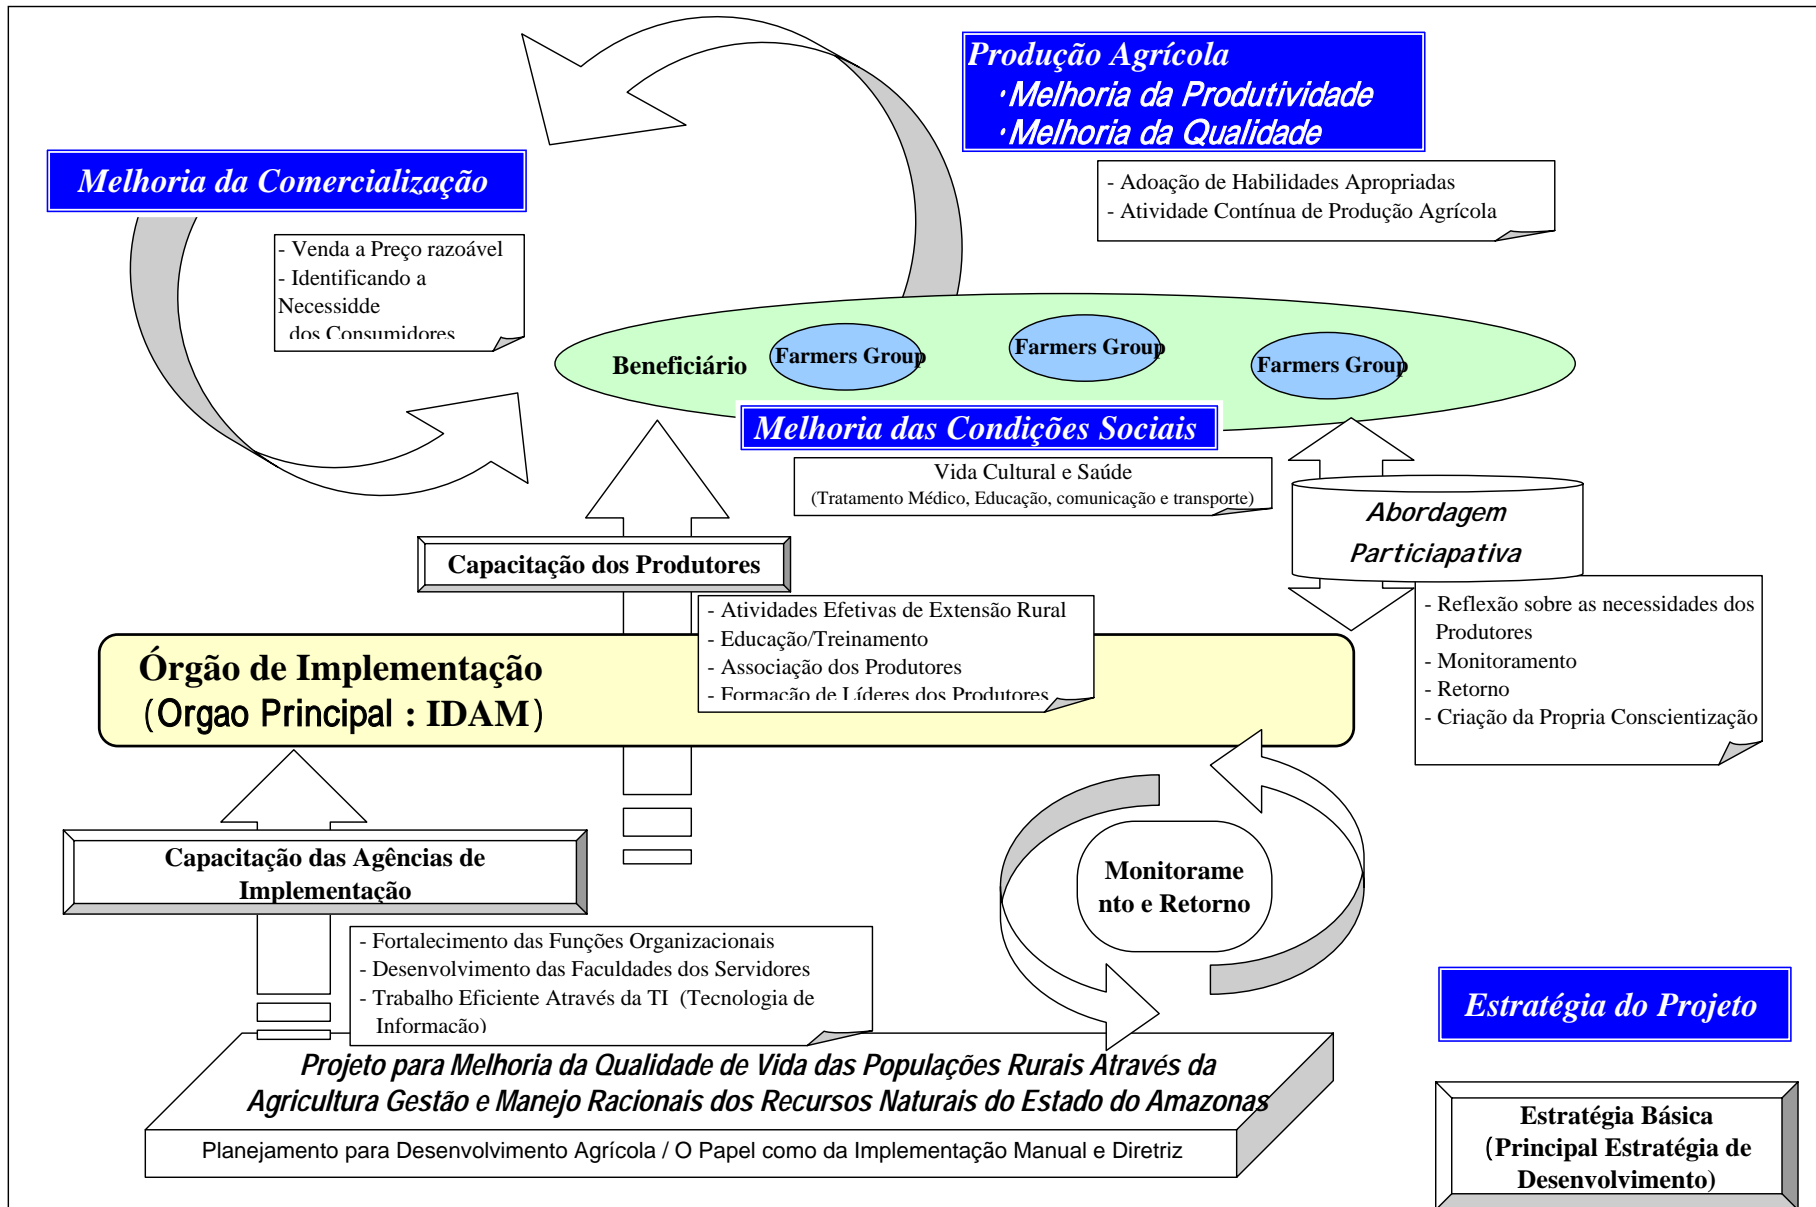 Produção Agrícola
・Melhoria da Produtividade
・Melhoria da Qualidade
- Adoação de Habilidades Apropriadas
- Atividade Contínua de Produção Agrícola
Melhoria da Comercialização
- Venda a Preço razoável
- Identificando a
Necessidde
dos Consumidores
Beneficiário
Farmers Group
Farmers Group
Farmers Group
Melhoria das Condições Sociais
Vida Cultural e Saúde
(Tratamento Médico, Educação, comunicação e transporte)
Abordagem
Particiapativa
- Reflexão sobre as necessidades dos
Produtores
- Monitoramento
- Retorno
- Criação da Propria Conscientização
Capacitação dos Produtores
- Atividades Efetivas de Extensão Rural
- Educação/Treinamento
- Associação dos Produtores
- Formação de Líderes dos Produtores
Órgão de Implementação
(Orgao Principal : IDAM)
Capacitação das Agências de
Implementação
- Fortalecimento das Funções Organizacionais
- Desenvolvimento das Faculdades dos Servidores
- Trabalho Eficiente Através da TI (Tecnologia de
Informação)
Monitorame
nto e Retorno
Projeto para Melhoria da Qualidade de Vida das Populações Rurais Através da
Agricultura Gestão e Manejo Racionais dos Recursos Naturais do Estado do Amazonas
Planejamento para Desenvolvimento Agrícola / O Papel como da Implementação Manual e Diretriz
Estratégia do Projeto
Estratégia Básica
(Principal Estratégia de
Desenvolvimento)